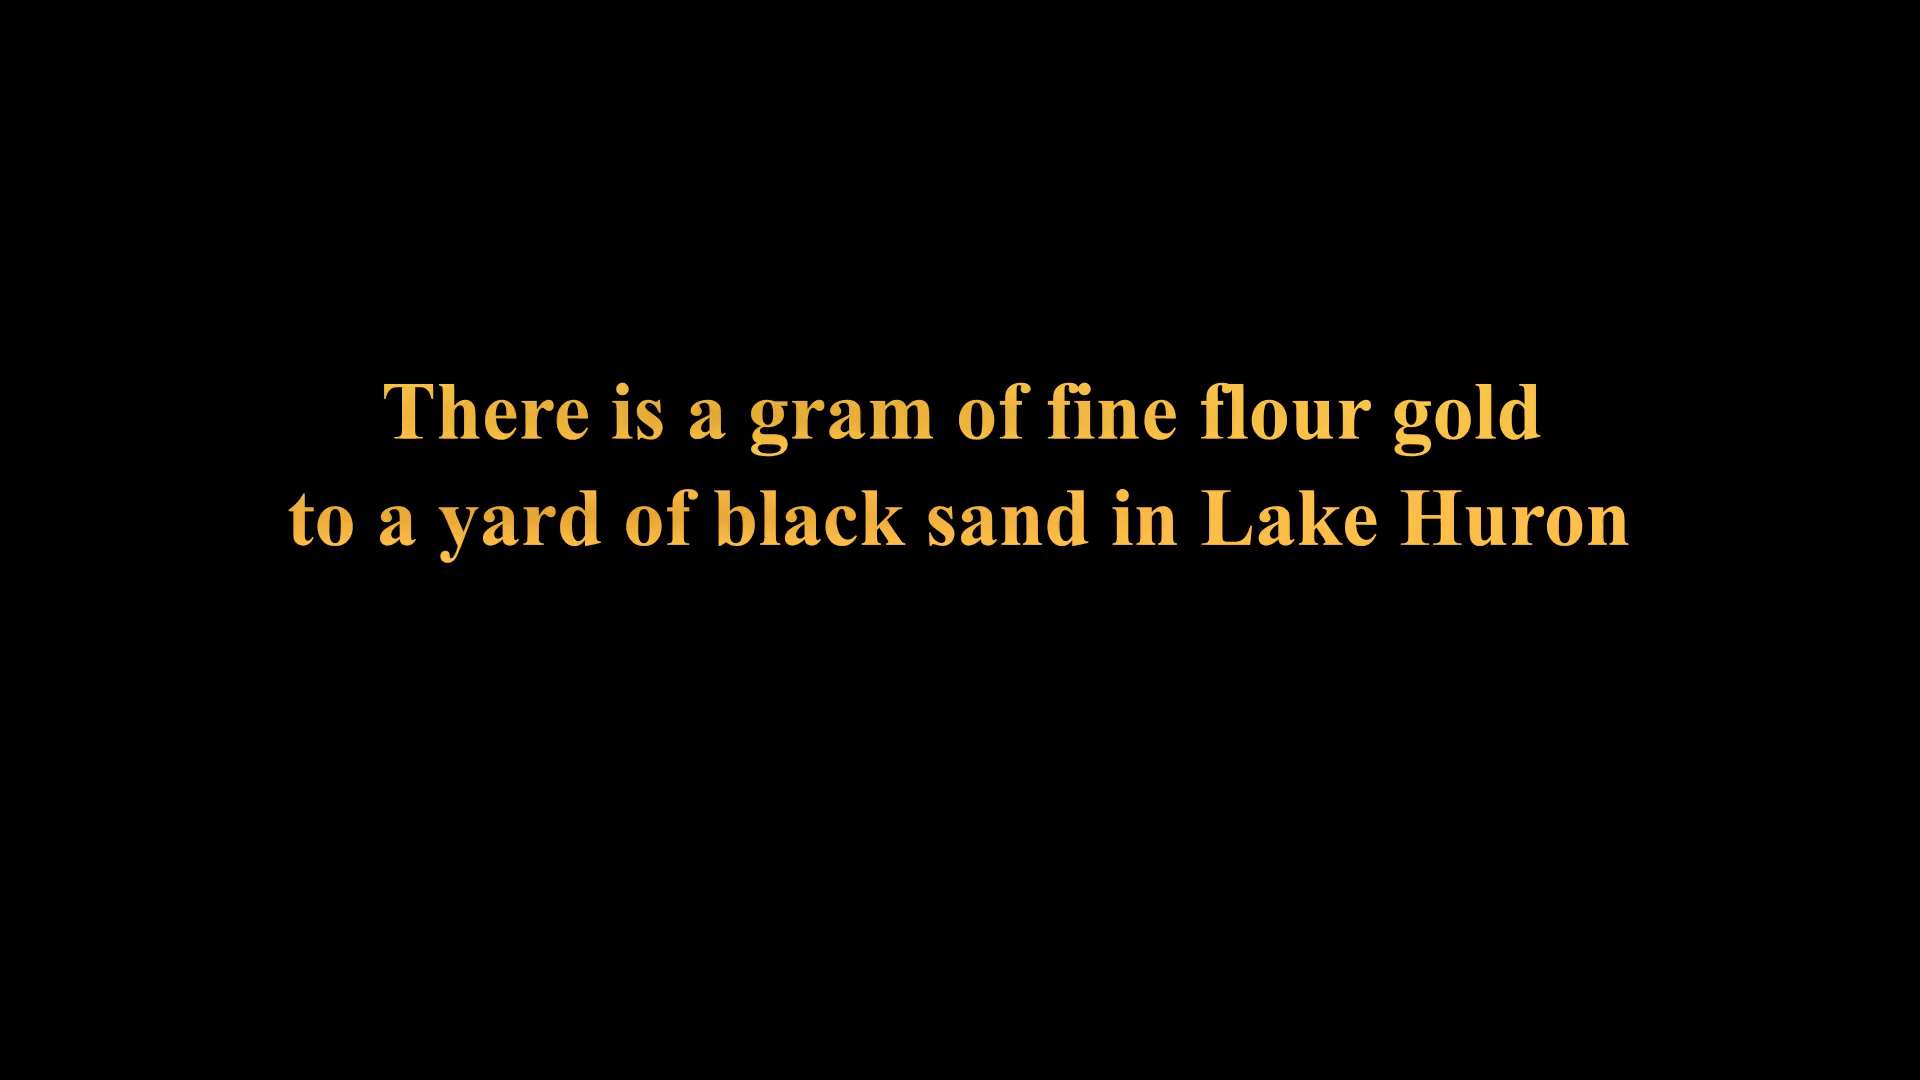 There is a gram of fine flour gold
to a yard of black sand in Lake Huron